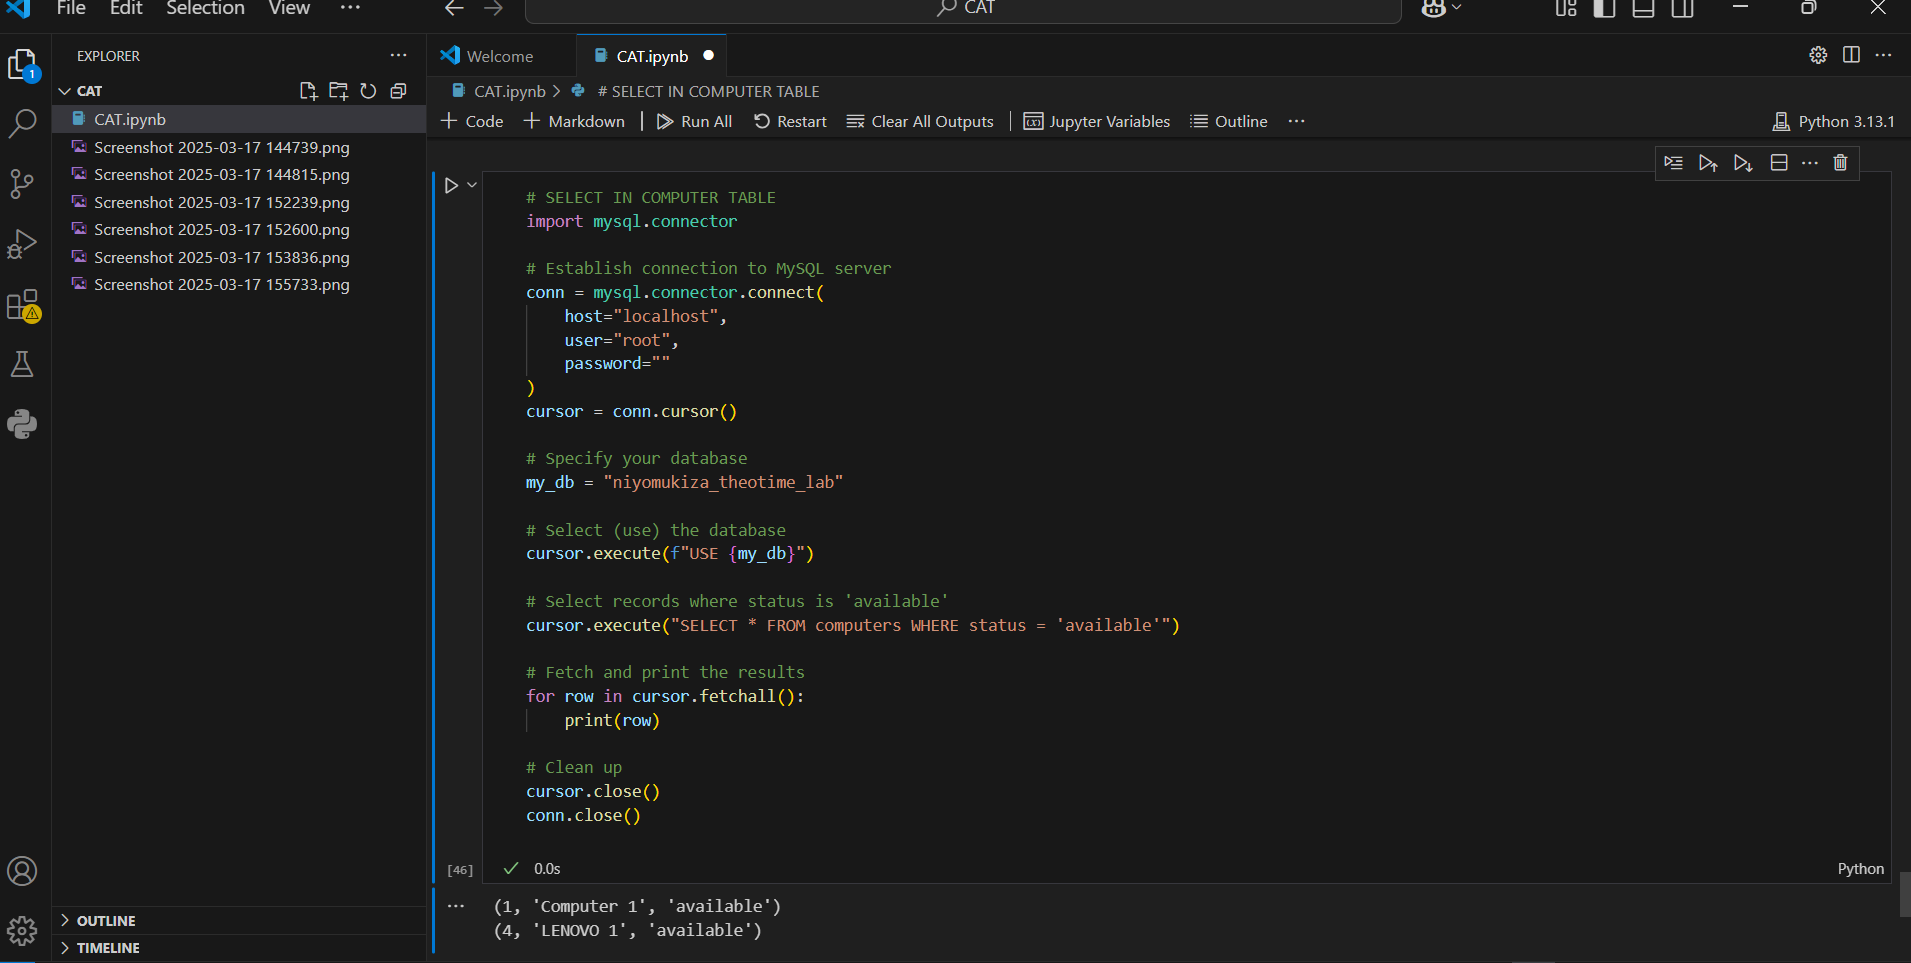 File Edit Selection View ··· CAT
EXPLORER ···
CAT
CAT.ipynb
Screenshot 2025-03-17 144739.png
Screenshot 2025-03-17 144815.png
Screenshot 2025-03-17 152239.png
Screenshot 2025-03-17 152600.png
Screenshot 2025-03-17 153836.png
Screenshot 2025-03-17 155733.png
1
OUTLINE
TIMELINE
Welcome CAT.ipynb
CAT.ipynb > # SELECT IN COMPUTER TABLE
+ Code + Markdown | Run All Restart Clear All Outputs | Jupyter Variables Outline ··· Python 3.13.1
# SELECT IN COMPUTER TABLE
import mysql.connector
# Establish connection to MySQL server
conn = mysql.connector.connect(
host="localhost",
user="root",
password=""
)
cursor = conn.cursor()
# Specify your database
my_db = "niyomukiza_theotime_lab"
# Select (use) the database
cursor.execute(f"USE {my_db}")
# Select records where status is 'available'
cursor.execute("SELECT * FROM computers WHERE status = 'available'")
# Fetch and print the results
for row in cursor.fetchall():
print(row)
# Clean up
cursor.close()
conn.close()
[46] 0.0s Python
(1, 'Computer 1', 'available')
(4, 'LENOVO 1', 'available')